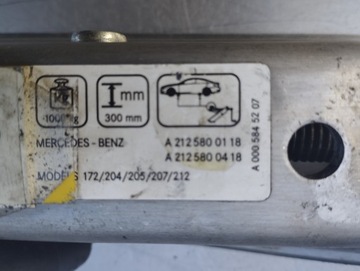 KG
1000 kg
mm
300 mm
MERCEDES - BENZ
A 212 580 01 18
A 212 580 04 18
MODELS 172/204/205/207/212
A 000 584 52 07